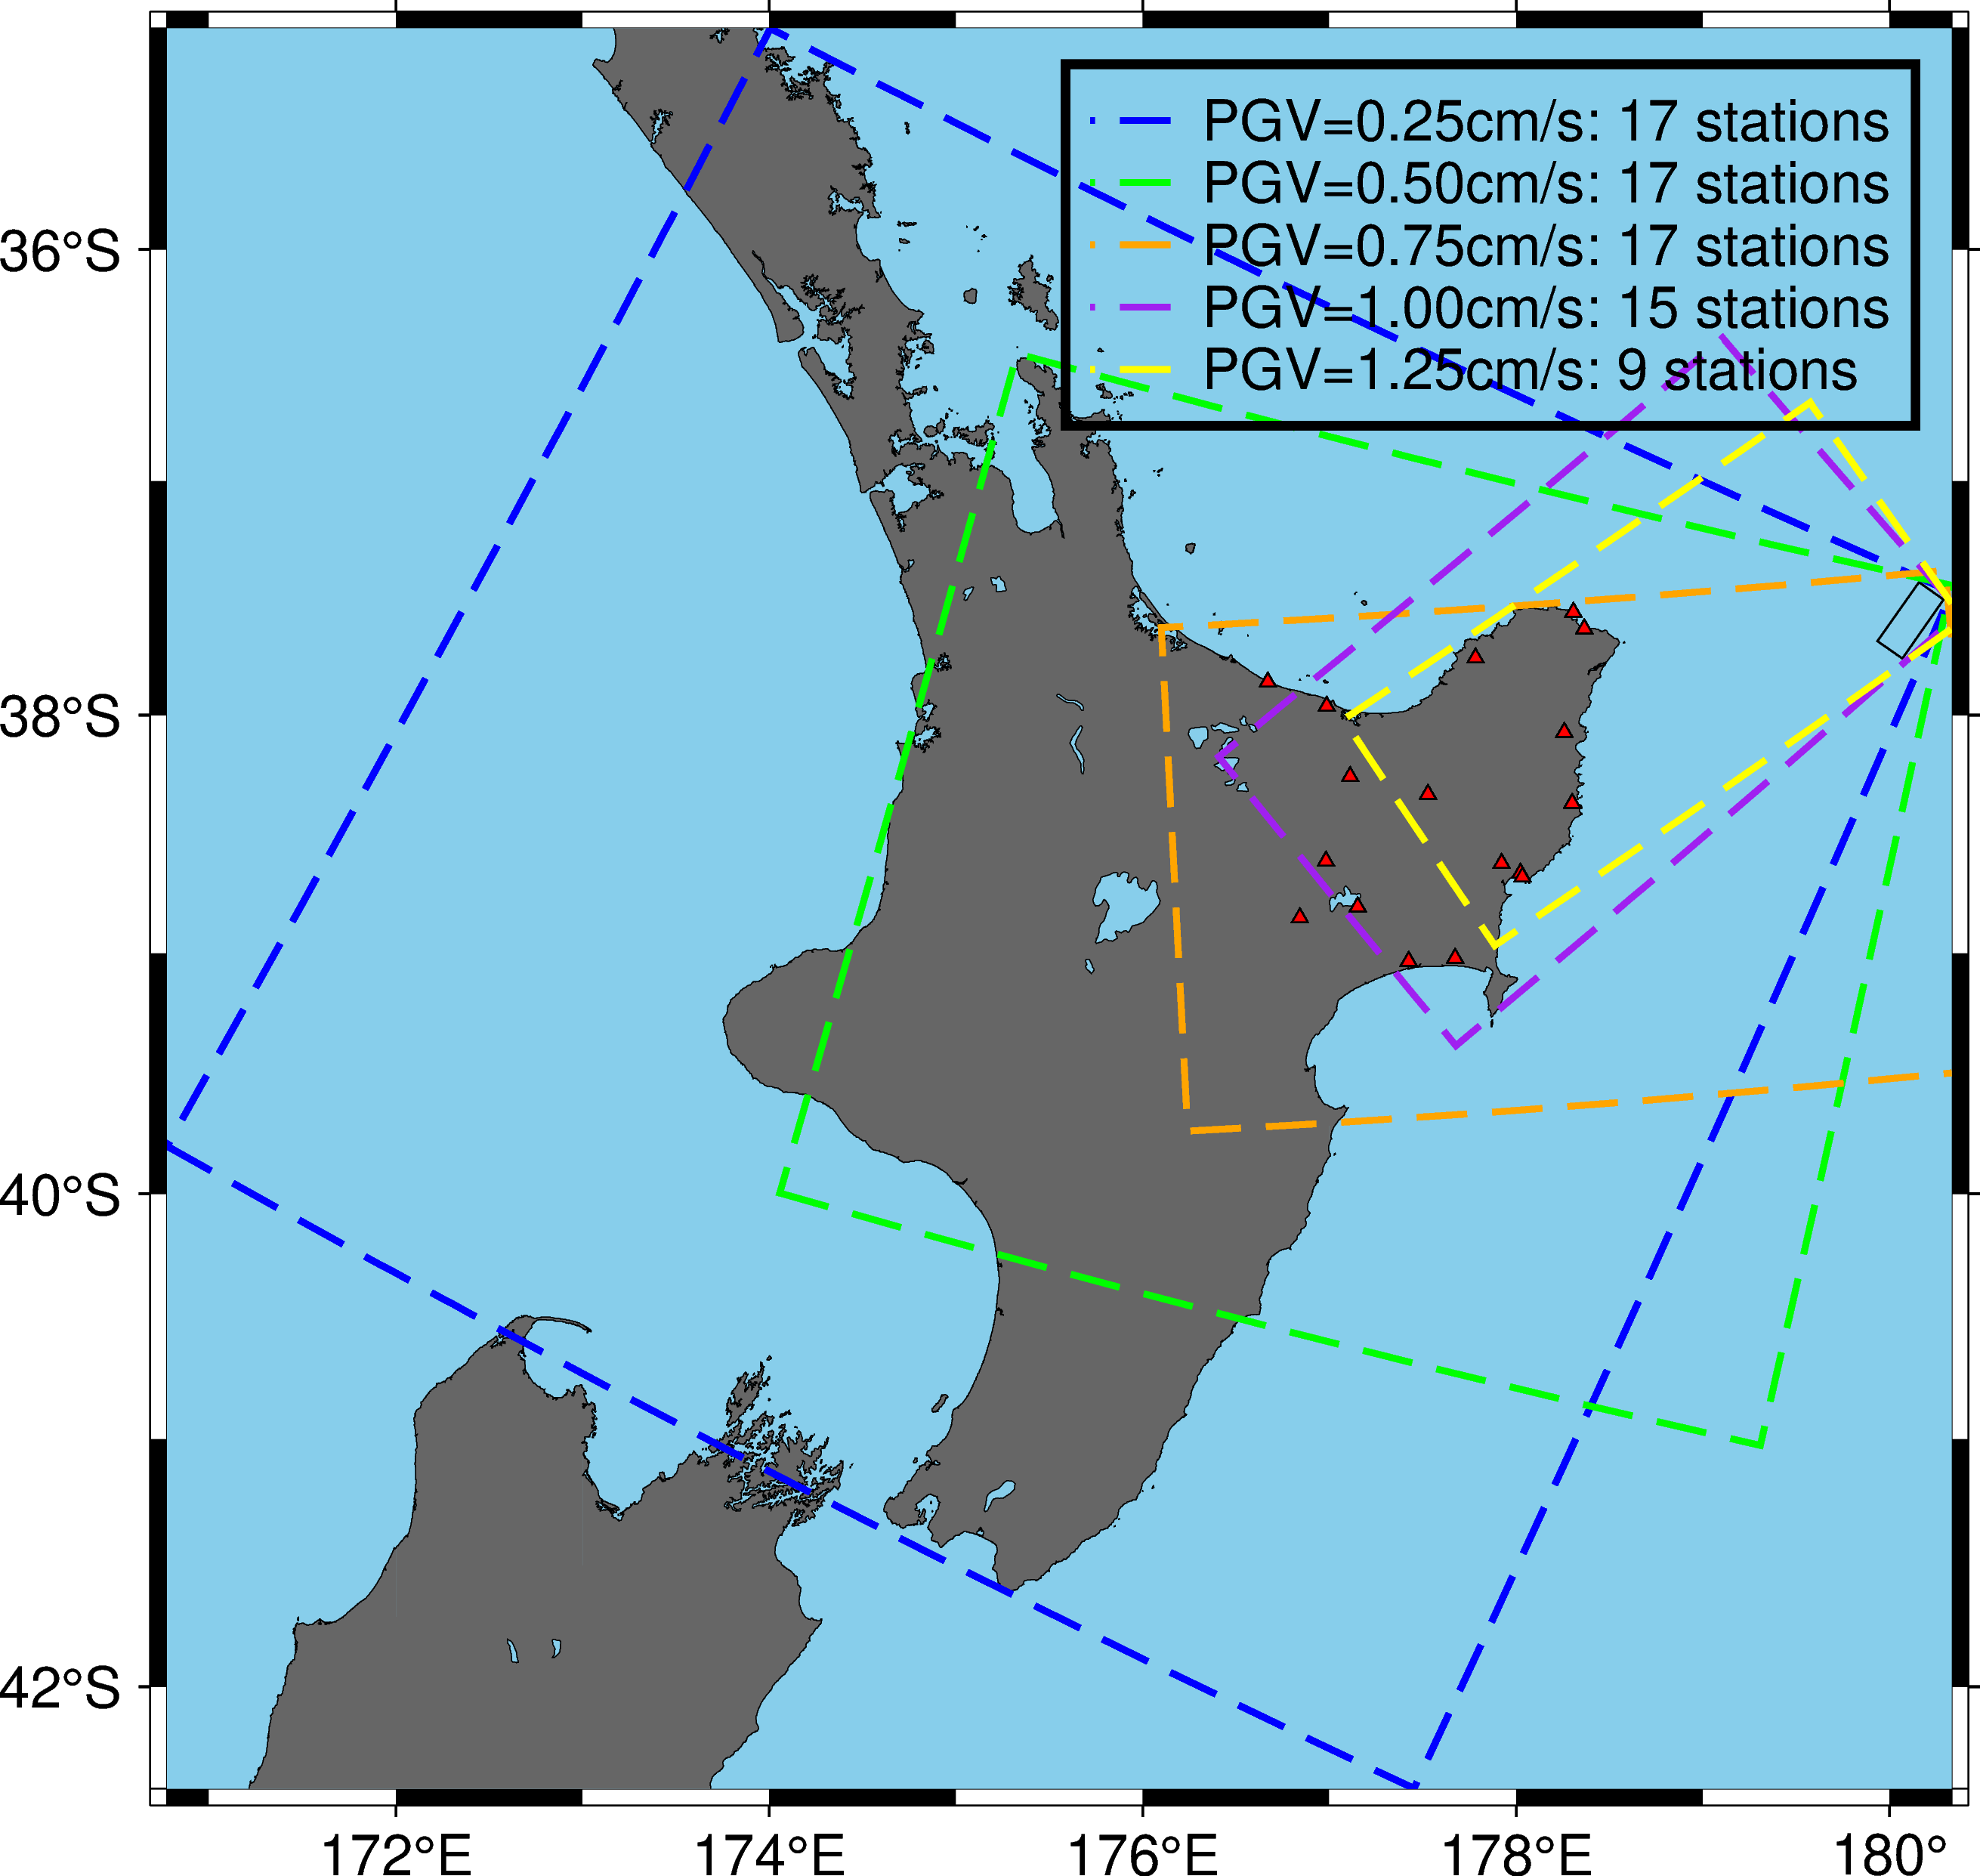 PGV=0.25cm/s: 17 stations
PGV=0.50cm/s: 17 stations
PGV=0.75cm/s: 17 stations
PGV=1.00cm/s: 15 stations
PGV=1.25cm/s: 9 stations
36°S
38°S
40°S
42°S
172°E 174°E 176°E 178°E 180°